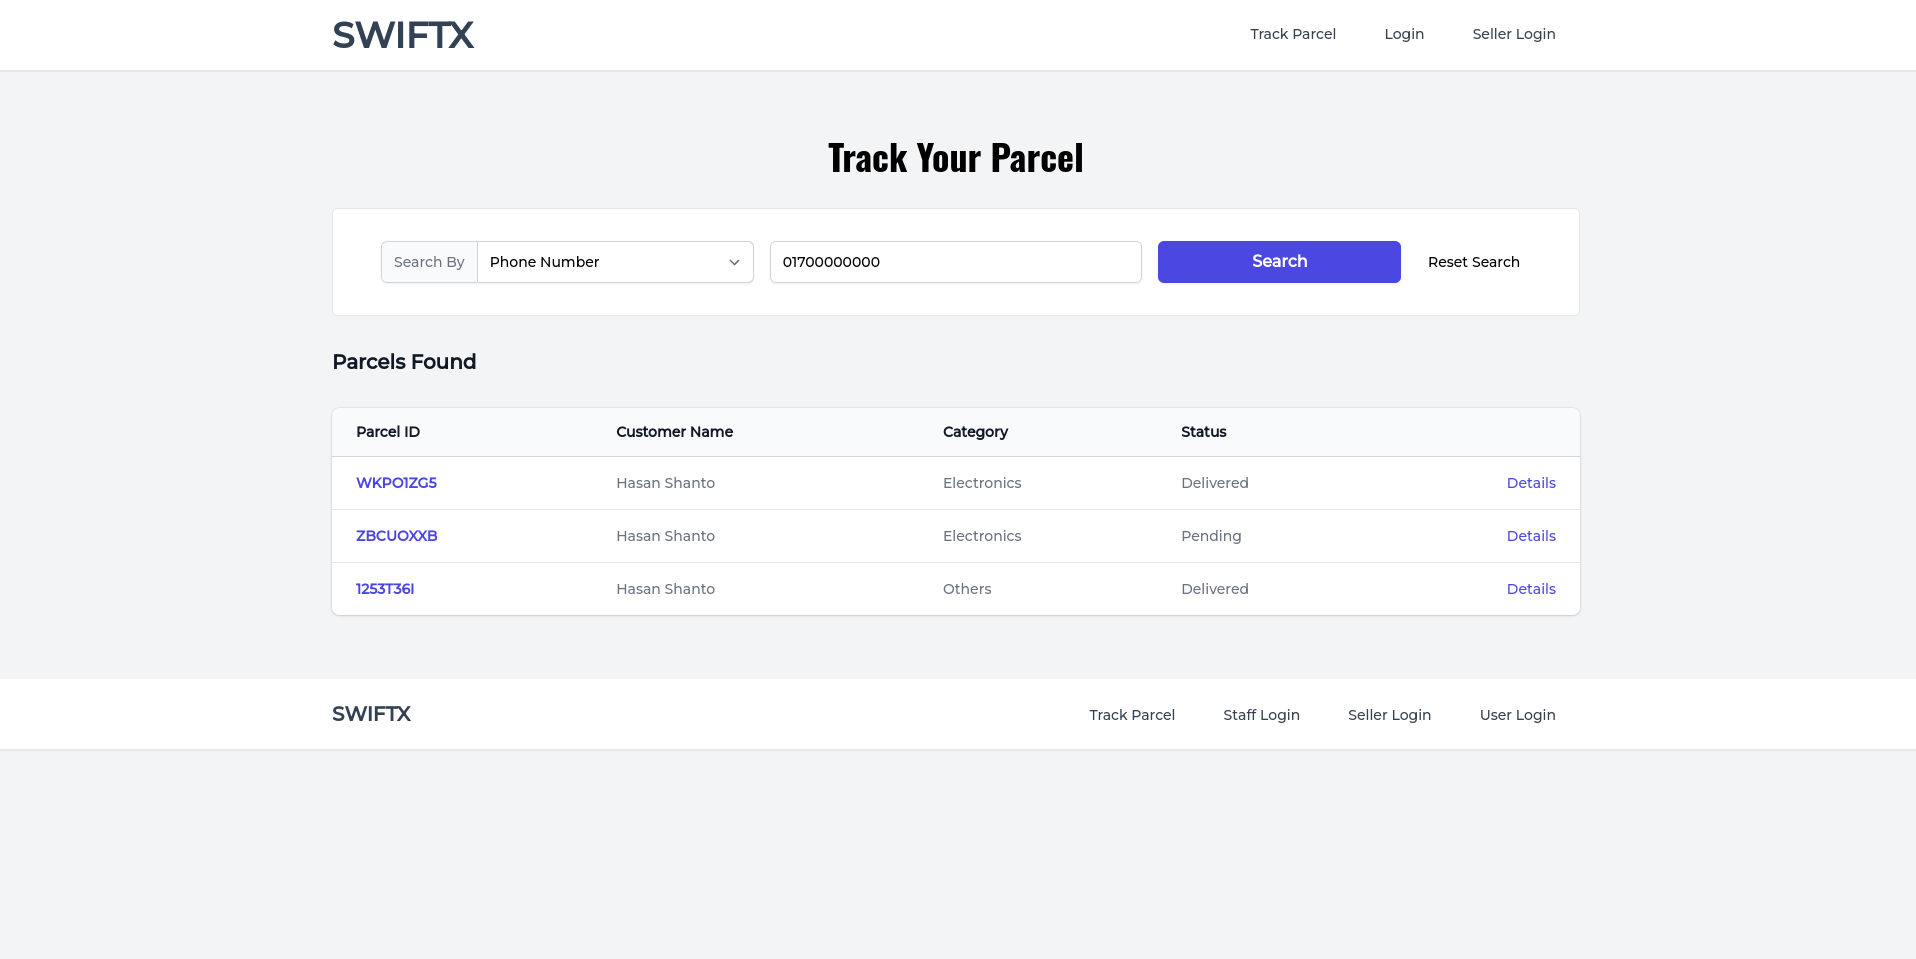 SWIFTX
Track Parcel Login Seller Login
Track Your Parcel
Search By Phone Number 01700000000 Search Reset Search
Parcels Found
Parcel ID Customer Name Category Status
WKPO1ZG5 Hasan Shanto Electronics Delivered Details
ZBCUOXXB Hasan Shanto Electronics Pending Details
1253T36I Hasan Shanto Others Delivered Details
SWIFTX
Track Parcel Staff Login Seller Login User Login